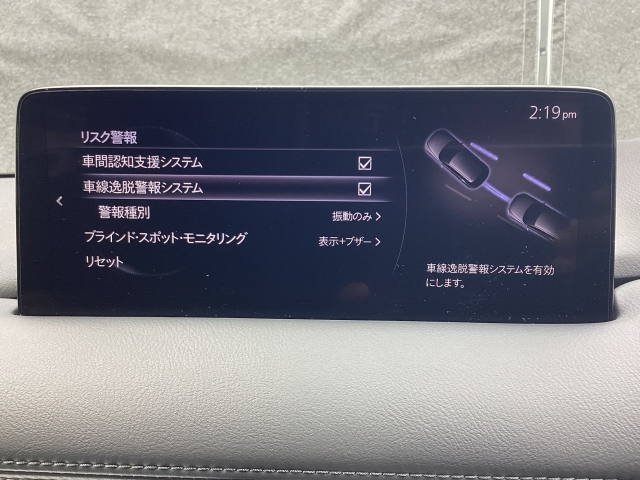 2:19pm
リスク警報
車間認知支援システム
車線逸脱警報システム
警報種別 振動のみ
ブラインド・スポット・モニタリング 表示+ブザー
リセット
車線逸脱警報システムを有効
にします。